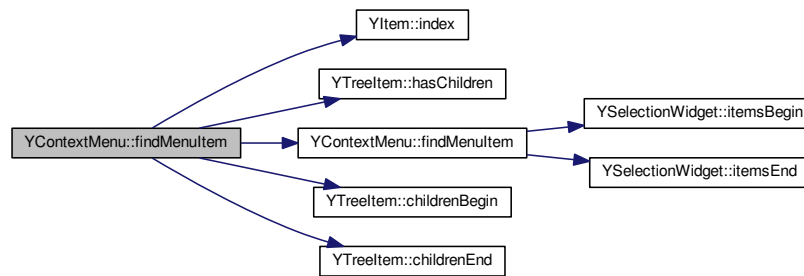 YItem::index
YTreeItem::hasChildren
YSelectionWidget::itemsBegin
YContextMenu::findMenuItem
YContextMenu::findMenuItem
YSelectionWidget::itemsEnd
YTreeItem::childrenBegin
YTreeItem::childrenEnd